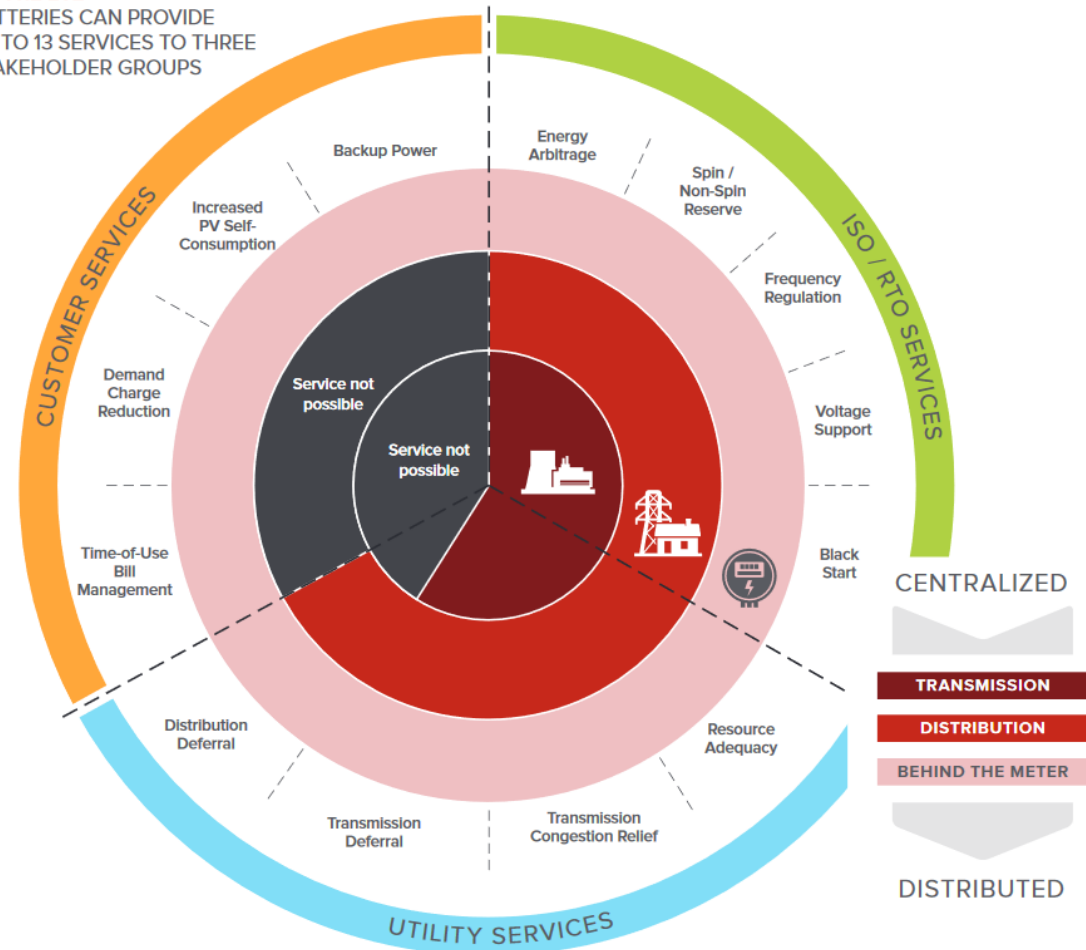 TTERIES CAN PROVIDE
TO 13 SERVICES TO THREE
AKEHOLDER GROUPS
CUSTOMER SERVICES
ISO / RTO SERVICES
UTILITY SERVICES
Backup Power
Energy
Arbitrage
Spin /
Non-Spin
Reserve
Increased
PV Self-
Consumption
Frequency
Regulation
Demand
Charge
Reduction
Voltage
Support
Time-of-Use
Bill
Management
Black
Start
Service not
possible
Service not
possible
Distribution
Deferral
Resource
Adequacy
Transmission
Deferral
Transmission
Congestion Relief
CENTRALIZED
TRANSMISSION
DISTRIBUTION
BEHIND THE METER
DISTRIBUTED